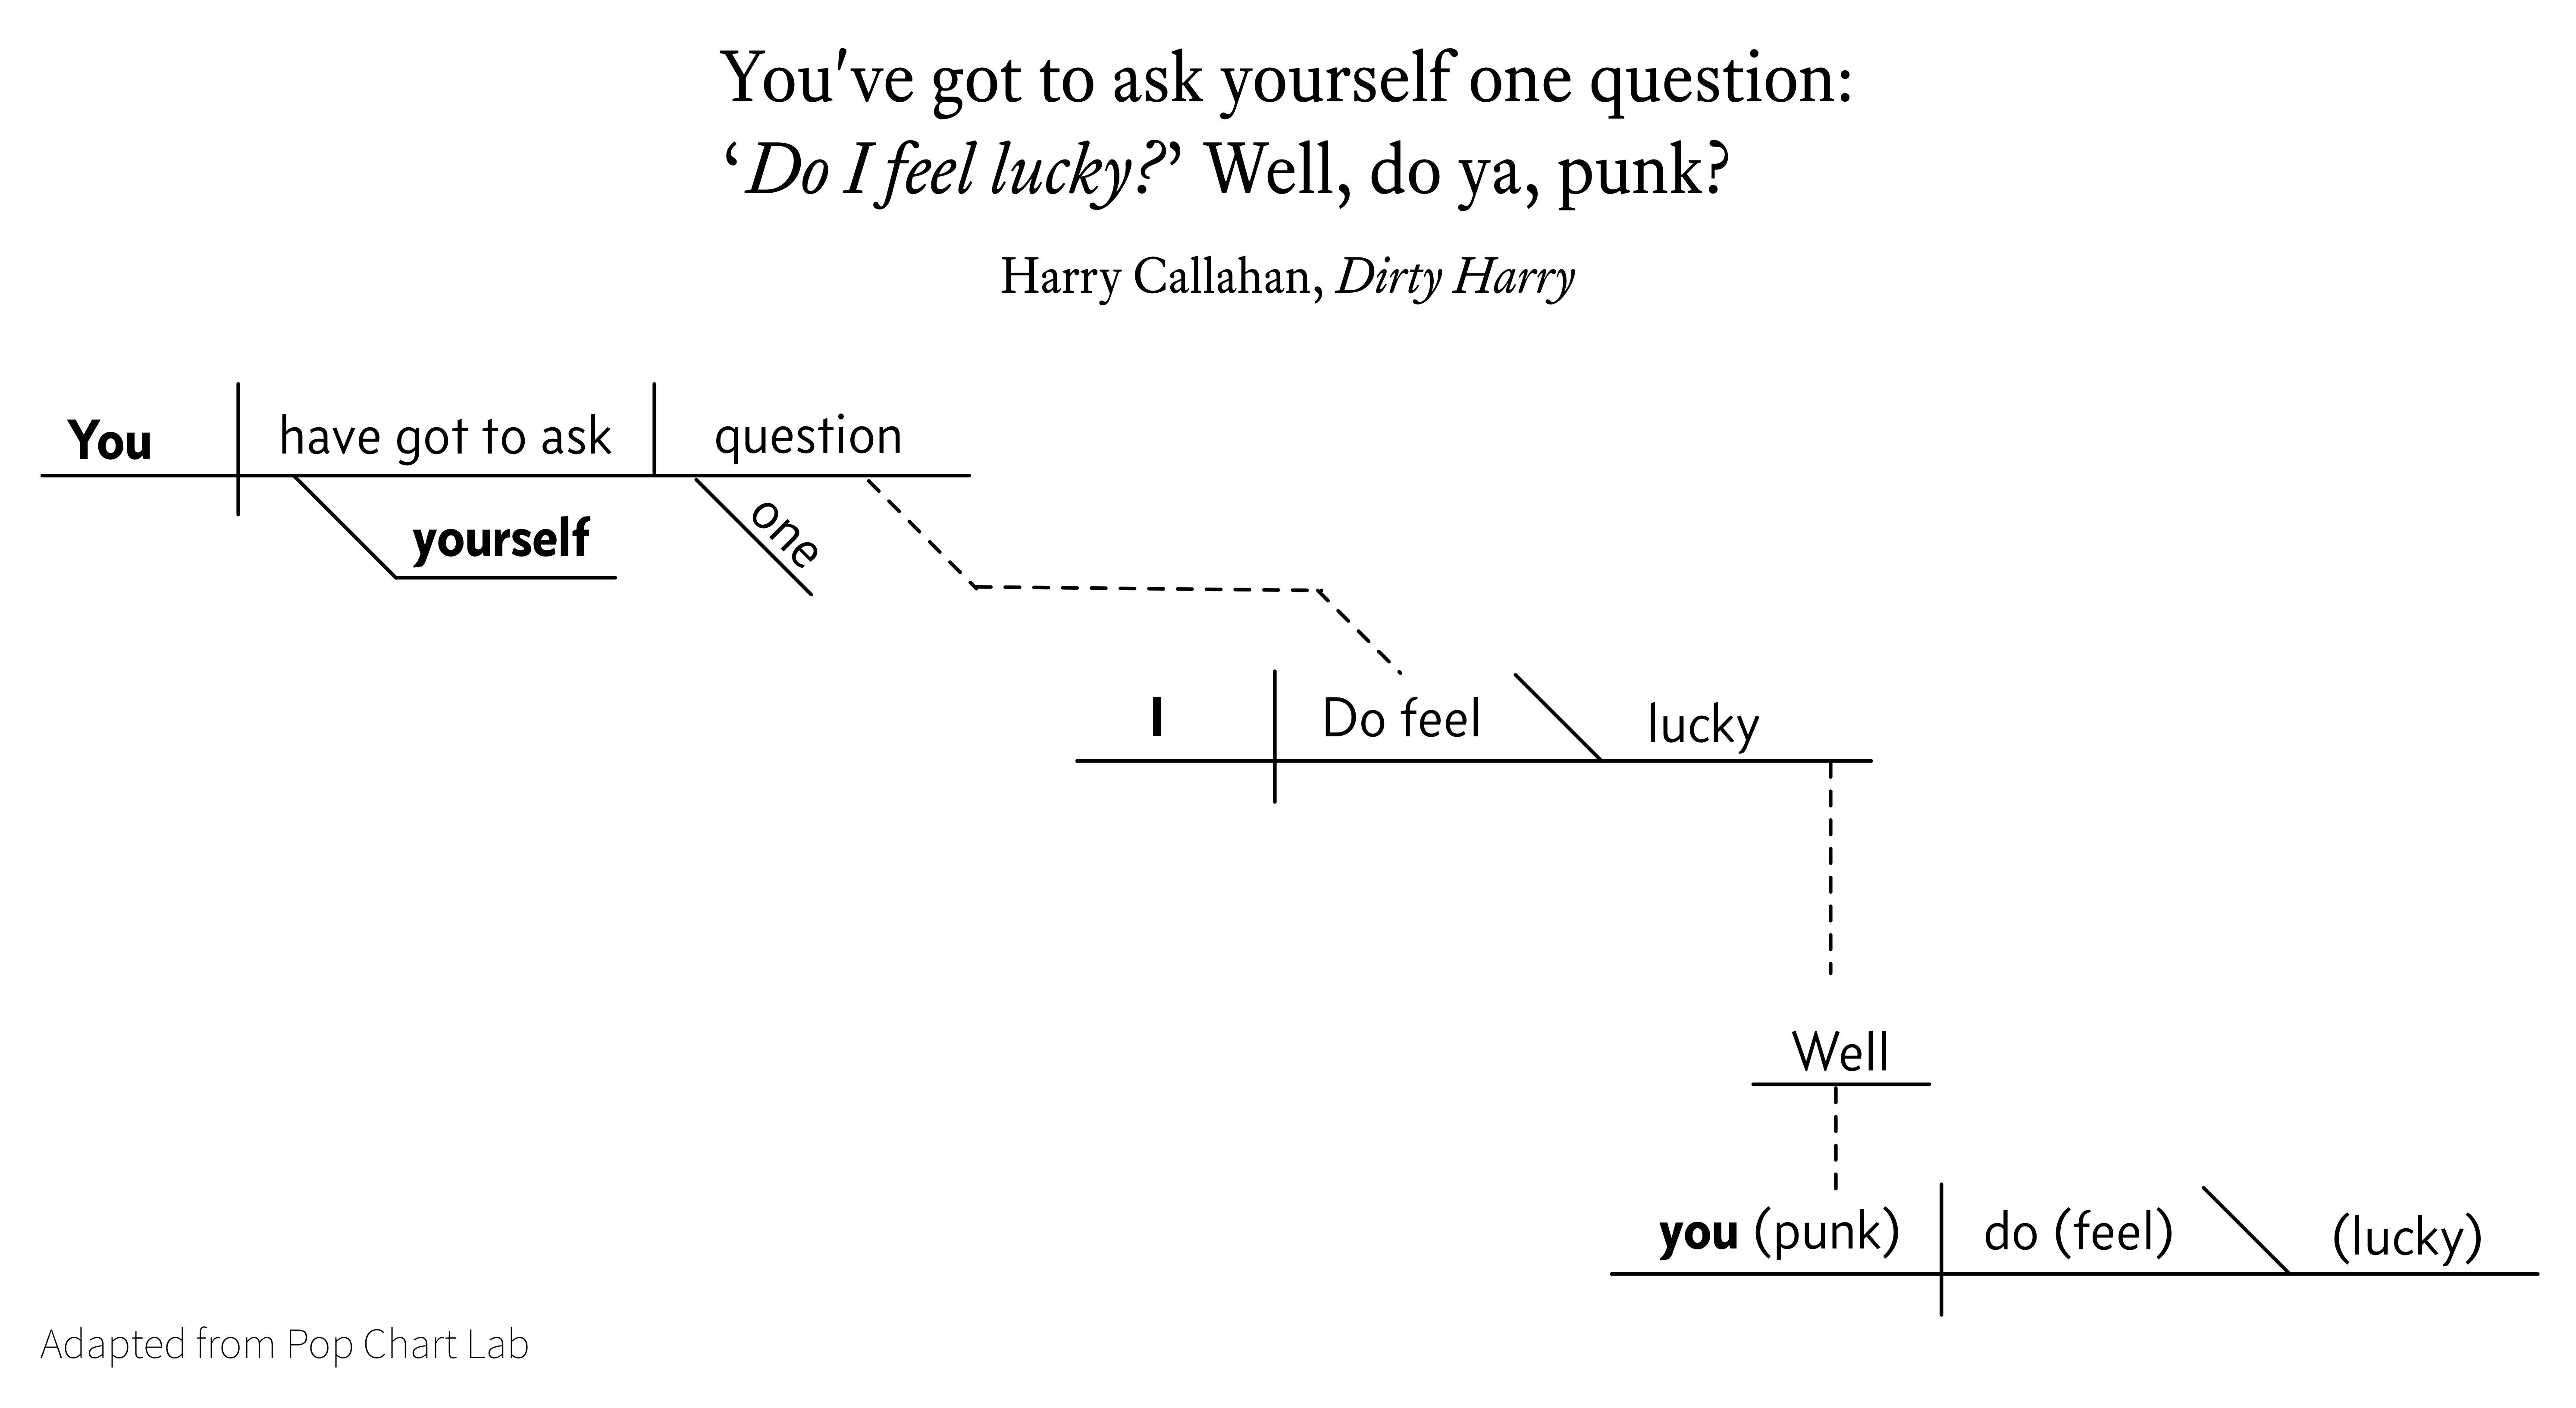 You've got to ask yourself one question:
‘Do I feel lucky?’ Well, do ya, punk?
Harry Callahan, Dirty Harry
You have got to ask question
yourself
one
I Do feel lucky
Well
you (punk) do (feel) (lucky)
Adapted from Pop Chart Lab